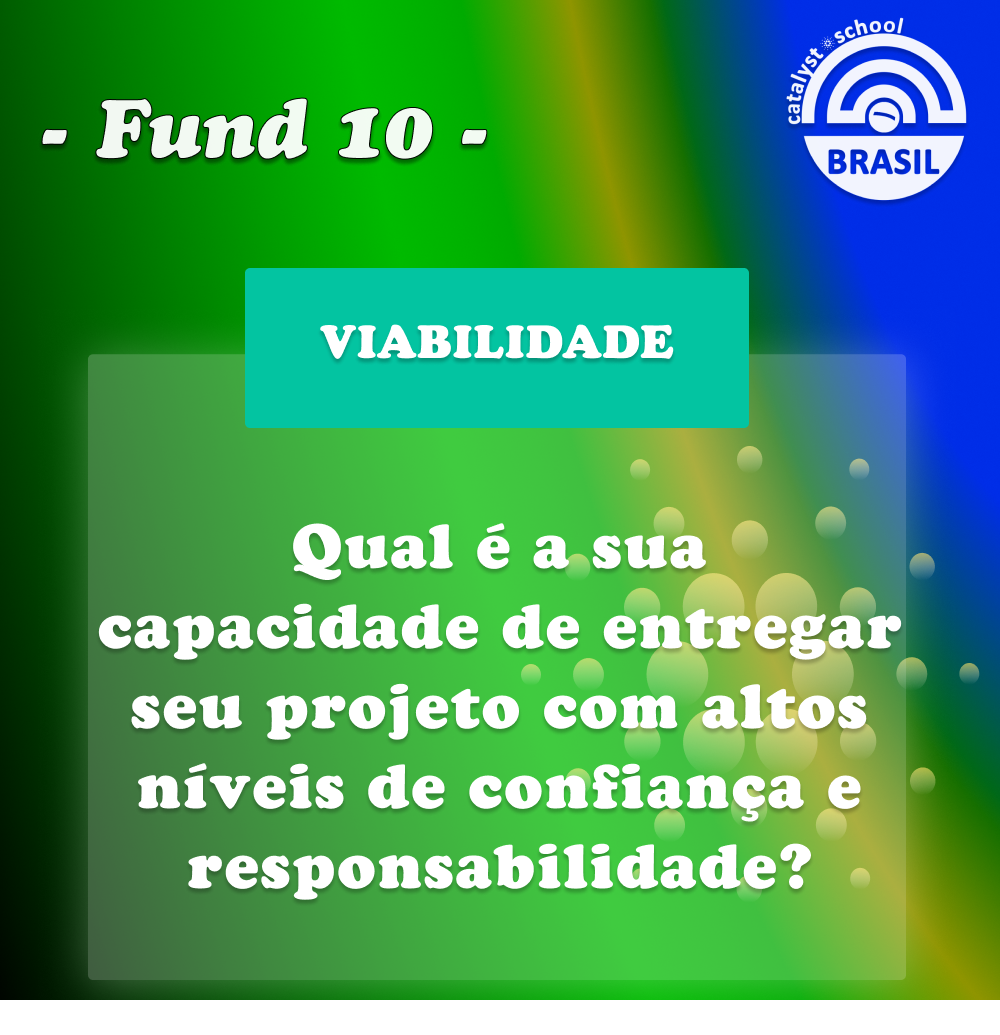 catalyst school
BRASIL
- Fund 10 -
VIABILIDADE
Qual é a sua
capacidade de entregar
seu projeto com altos
níveis de confiança e
responsabilidade?